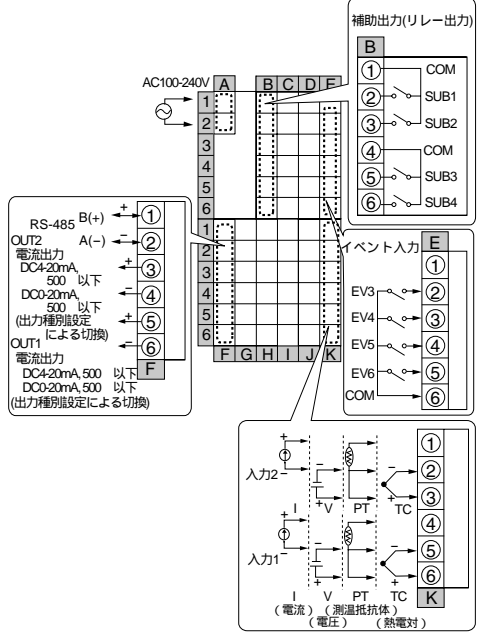 補助出力(リレー出力)
B
① COM
② SUB1
③ SUB2
④ COM
⑤ SUB3
⑥ SUB4
AC100-240V
A B C D E
1
2
3
4
5
6
1
2
3
4
5
6
F G H I J K
RS-485 B(+) + ①
A(−) − ②
OUT2
電流出力
DC4-20mA, + ③
500 以下
DC0-20mA, − ④
500 以下
(出力種別設定 + ⑤
による切換)
OUT1 − ⑥
電流出力 F
DC4-20mA, 500 以下
DC0-20mA, 500 以下
(出力種別設定による切換)
イベント入力 E
①
EV3 ②
EV4 ③
EV5 ④
EV6 ⑤
COM ⑥
①
②
③
④
⑤
⑥
K
入力2
+ −
− +
− +
I V PT TC
入力1
+ −
− +
− +
I V PT TC
(電流) (測温抵抗体)
(電圧) (熱電対)